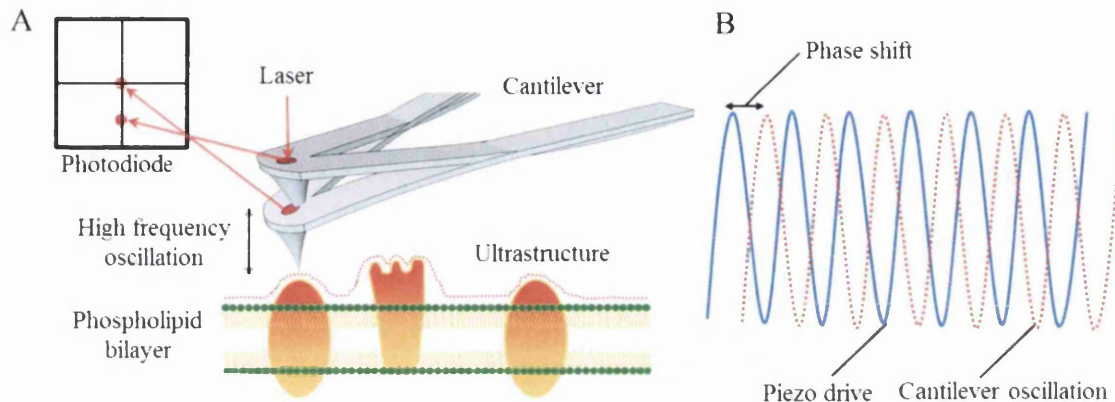 A
Laser
Cantilever
Photodiode
High frequency
oscillation
Ultrastructure
Phospholipid
bilayer
B
Phase shift
Piezo drive
Cantilever oscillation